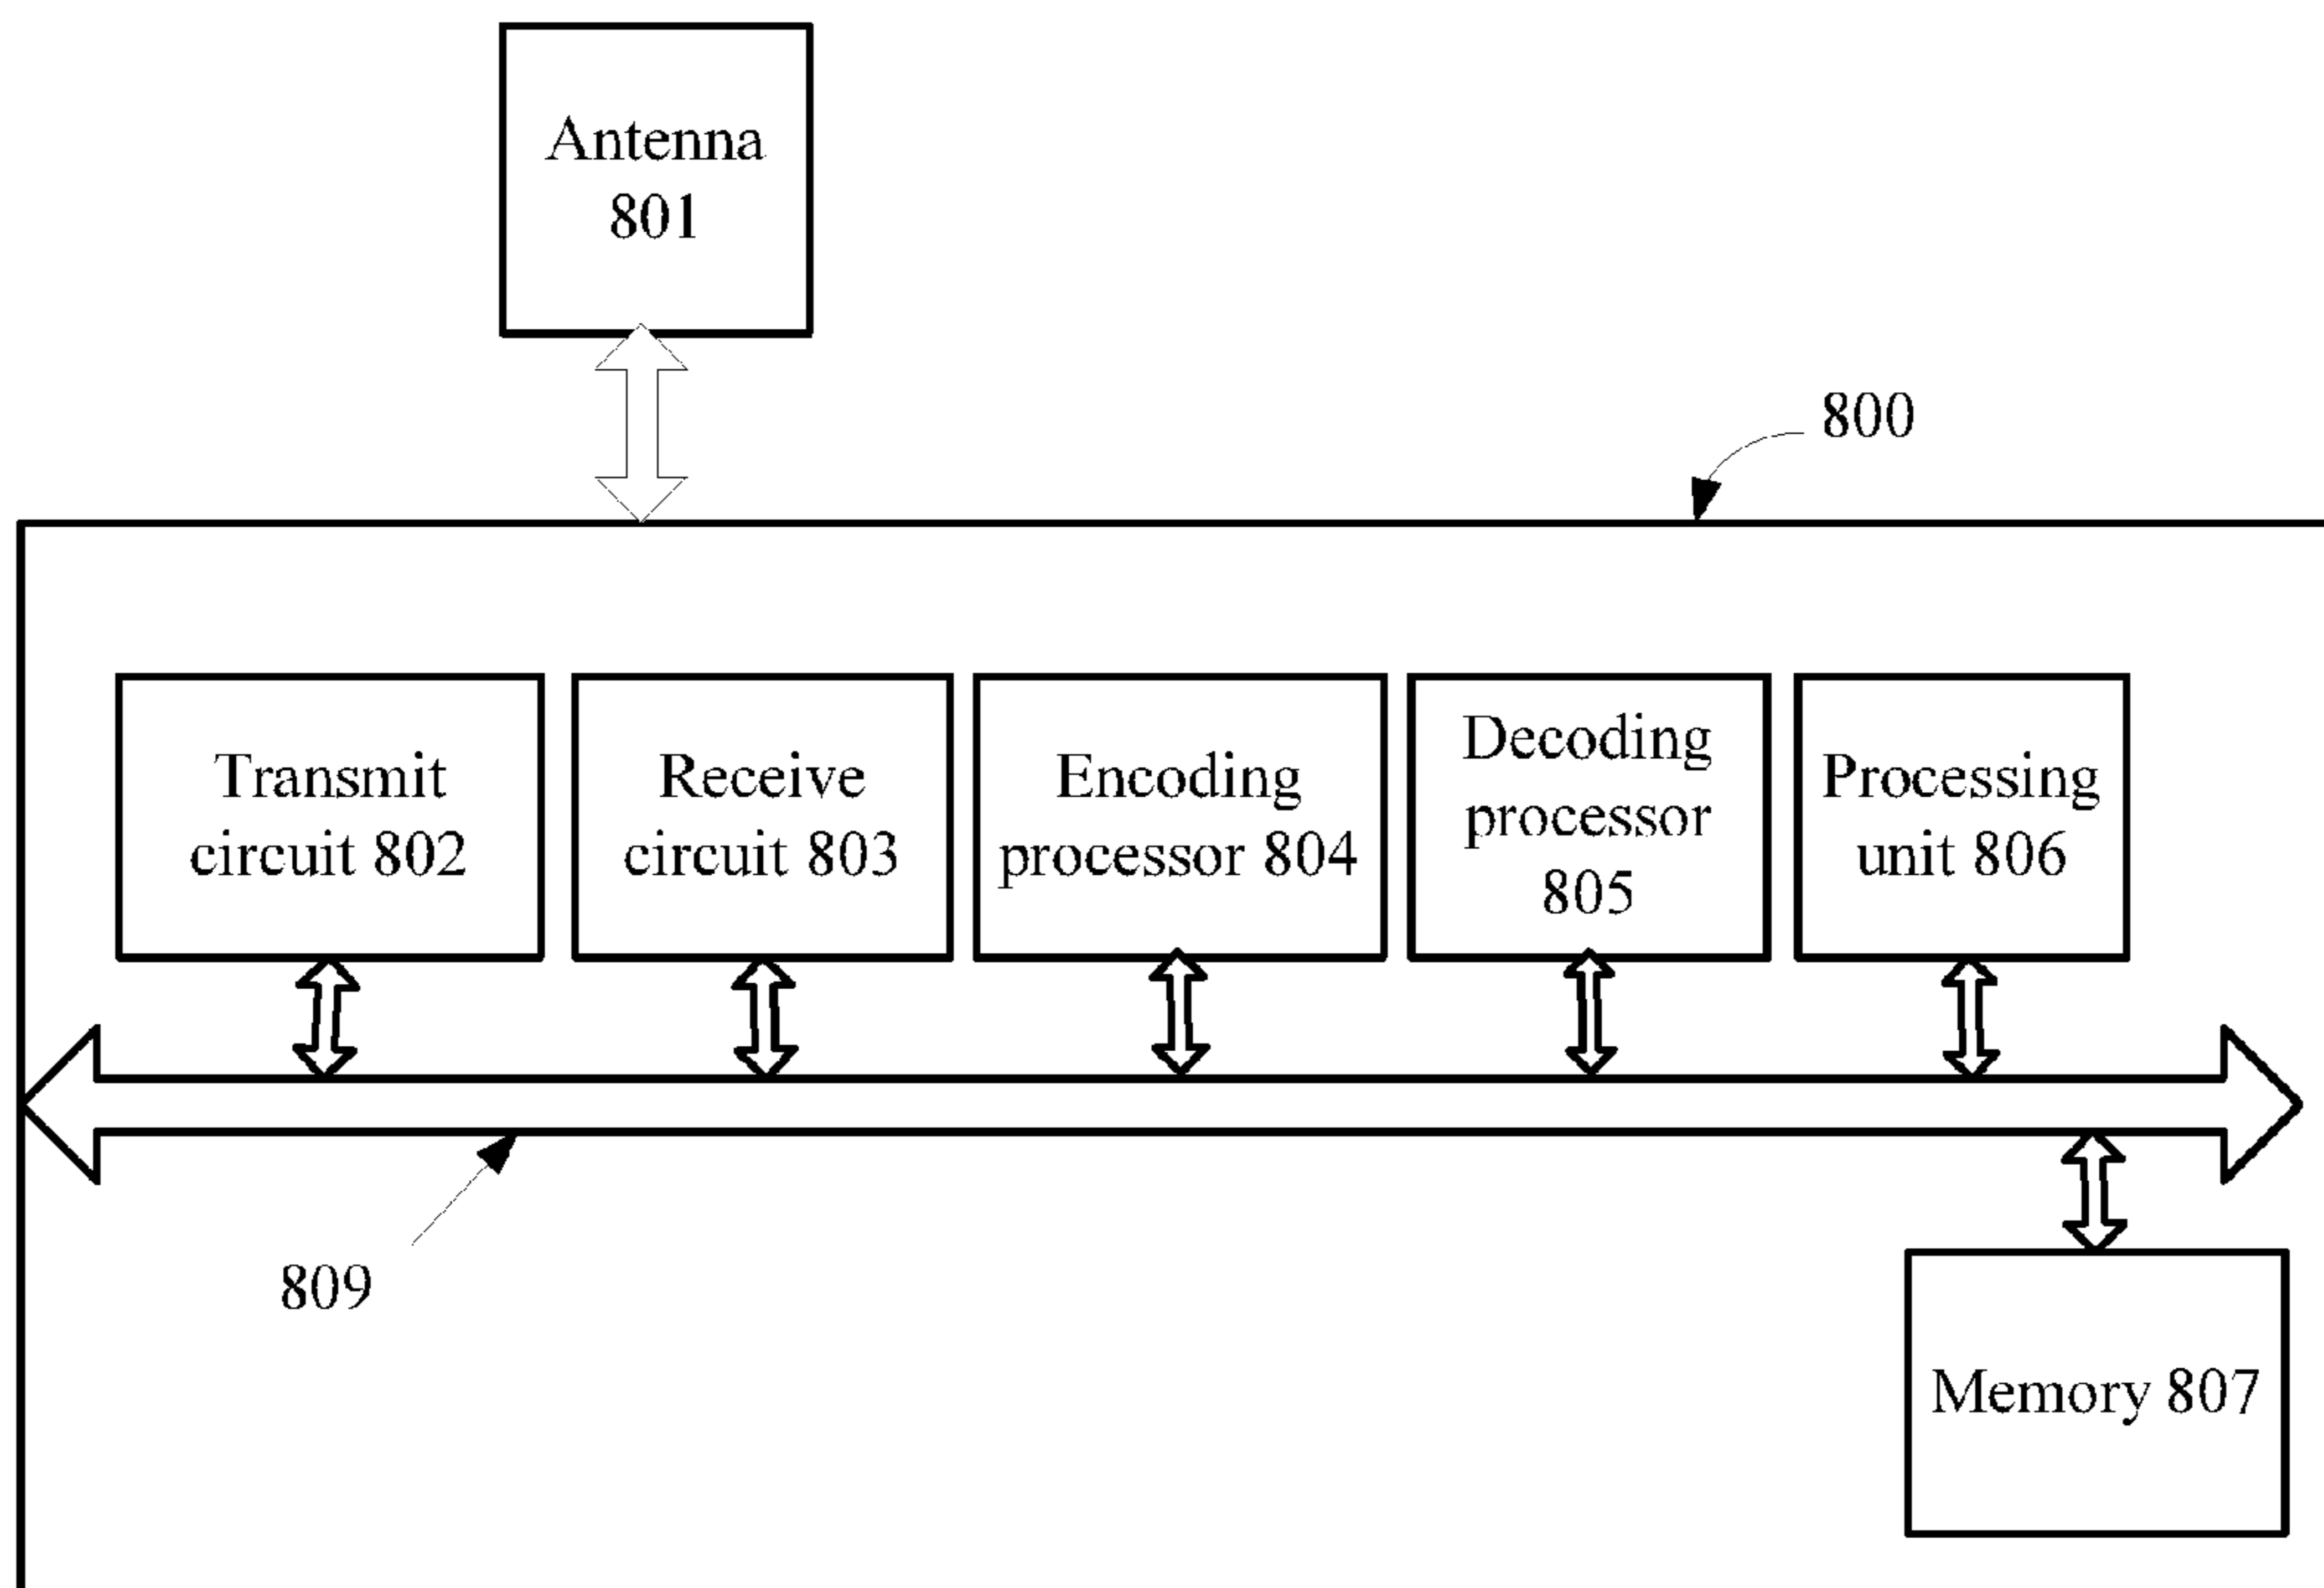 Antenna
801
800
Transmit
circuit 802
Receive
circuit 803
Encoding
processor 804
Decoding
processor
805
Processing
unit 806
809
Memory 807